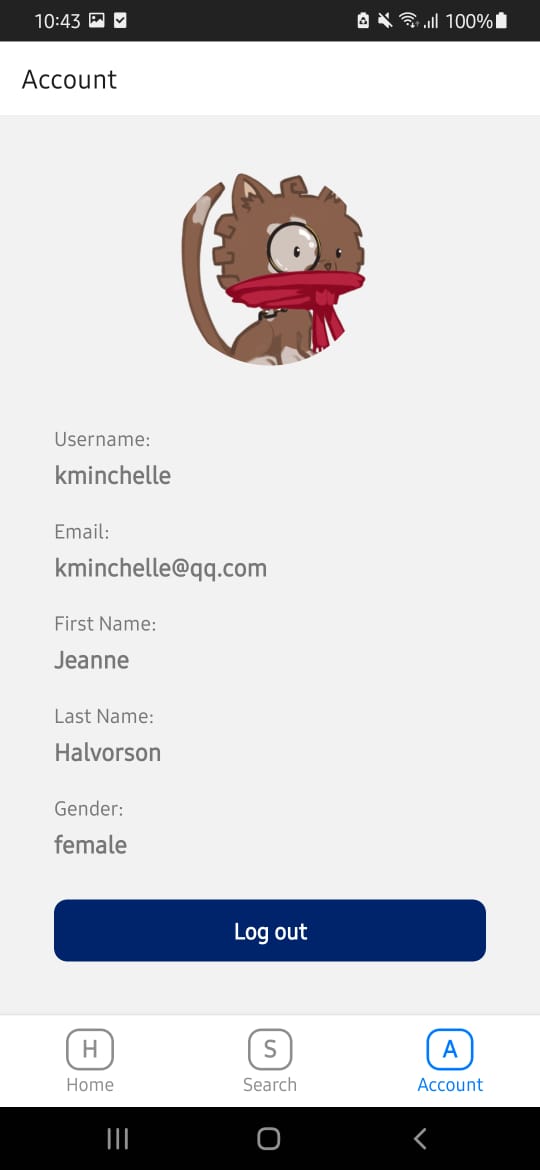 10:43 100%
Account
Username:
kminchelle
Email:
kminchelle@qq.com
First Name:
Jeanne
Last Name:
Halvorson
Gender:
female
Log out
H S A
Home Search Account